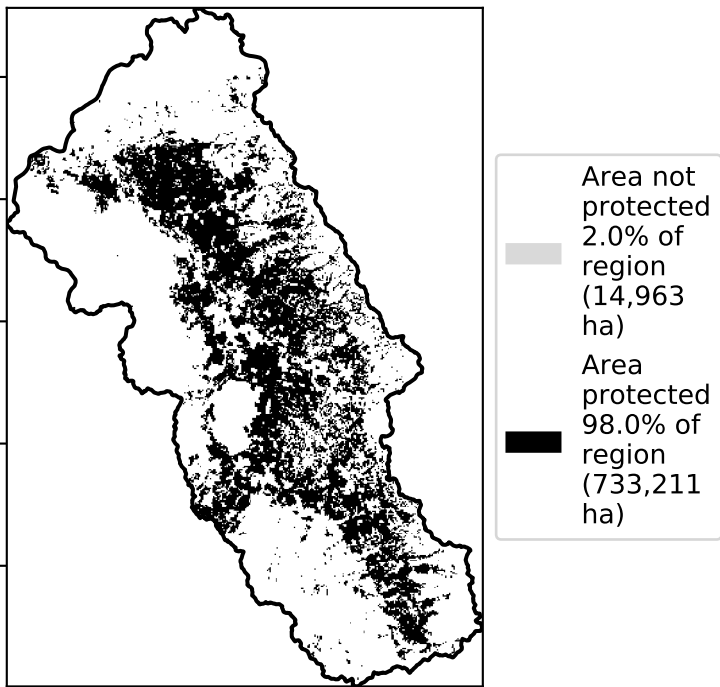 Area not
protected
2.0% of
region
(14,963
ha)
Area
protected
98.0% of
region
(733,211
ha)